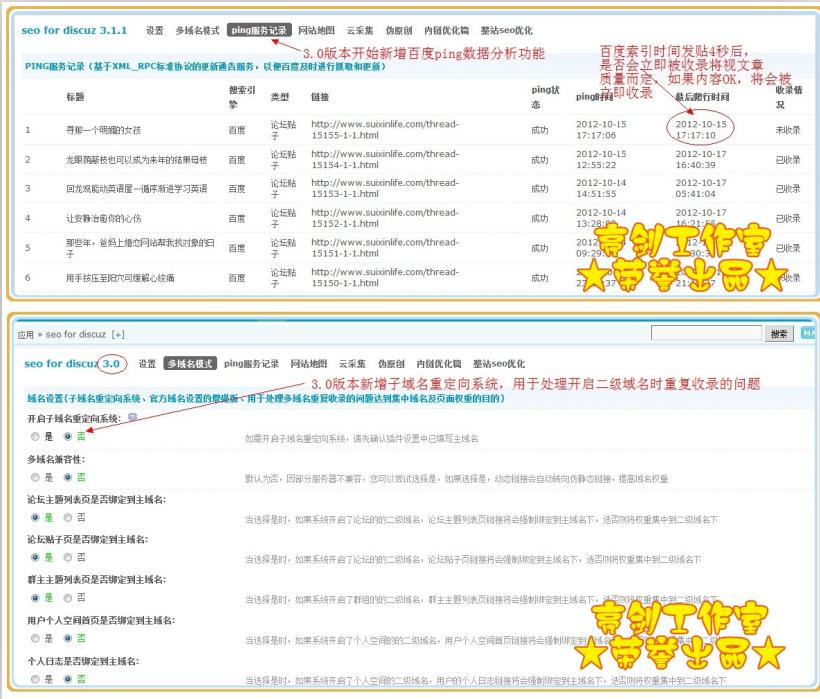 seo for discuz 3.1.1 设置 多域名模式 ping服务记录 网站地图 云采集 伪原创 内链优化篇 整站seo优化
3.0版本开始新增百度ping数据分析功能
百度索引时间发贴4秒后,
是否会立即被收录将视文章
质量而定, 如果内容OK, 将会被
立即收录
PING服务记录 (基于XML_RPC标准协议的更新通告服务, 以便百度及时进行抓取和更新)
标题 搜索引擎 类型 链接 ping状态 ping时间 最后爬行时间 收录情况
1 寻那一个明媚的女孩 百度 论坛贴子 http://www.suixinlife.com/thread-15155-1-1.html 成功 2012-10-15 17:17:06 2012-10-15 17:17:10 未收录
2 龙眼荫蔽枝也可以成为来年的结果母枝 百度 论坛贴子 http://www.suixinlife.com/thread-15154-1-1.html 成功 2012-10-15 12:55:22 2012-10-17 16:40:39 已收录
3 回龙观能动英语屋—循序渐进学习英语 百度 论坛贴子 http://www.suixinlife.com/thread-15153-1-1.html 成功 2012-10-14 14:51:55 2012-10-17 05:41:04 已收录
4 让安静治愈你的心伤 百度 论坛贴子 http://www.suixinlife.com/thread-15152-1-1.html 成功 2012-10-14 13:28:0 2012-10-17 16:21:5 已收录
5 那些年, 爸妈上婚恋网站帮我找对象的日子 百度 论坛贴子 http://www.suixinlife.com/thread-15151-1-1.html 成功 已收录
6 用手按压至阳穴可缓解心绞痛 百度 论坛贴子 http://www.suixinlife.com/thread-15150-1-1.html 成功
亮剑工作室
★荣誉出品★
应用 » seo for discuz [+] 搜索
seo for discuz 3.0 设置 多域名模式 ping服务记录 网站地图 云采集 伪原创 内链优化篇 整站seo优化
3.0版本新增子域名重定向系统, 用于处理开启二级域名时重复收录的问题
域名设置(子域名重定向系统、官方域名设置的增强版、用于处理多域名重复收录的问题达到集中域名及页面权重的目的)
开启子域名重定向系统:
是 否 如需开启子域名重定向系统, 请先确认插件设置中已填写主域名
多域名兼容性:
是 否 默认为否, 因部分服务器不兼容, 您可以尝试选择是, 如果选择是, 动态链接会自动转向伪静态链接, 提高域名权重
论坛主题列表页是否绑定到主域名:
是 否 当选择是时, 如果系统开启了论坛的的二级域名, 论坛主题列表页链接将会强制绑定到主域名下, 选否则将权重集中到二级域名下
论坛贴子页是否绑定到主域名:
是 否 当选择是时, 如果系统开启了论坛的的二级域名, 论坛贴子页链接将会强制绑定到主域名下, 选否则将权重集中到二级域名下
群主主题列表页是否绑定到主域名:
是 否 当选择是时, 如果系统开启了群组的的二级域名, 群主主题列表页链接将会强制绑定到主域名下, 选否则将权重集中到二级域名下
用户个人空间首页是否绑定到主域名:
是 否 当选择是时, 如果系统开启了个人空间的的二级域名, 用户个人空间首页链接将会强制绑定到主域名下
个人日志是否绑定到主域名:
是 否 当选择是时, 如果系统开启了个人空间的二级域名, 用户的个人日志链接将会强制绑定到主域名下, 选否则将权重集中到二级域名下
亮剑工作室
★荣誉出品★